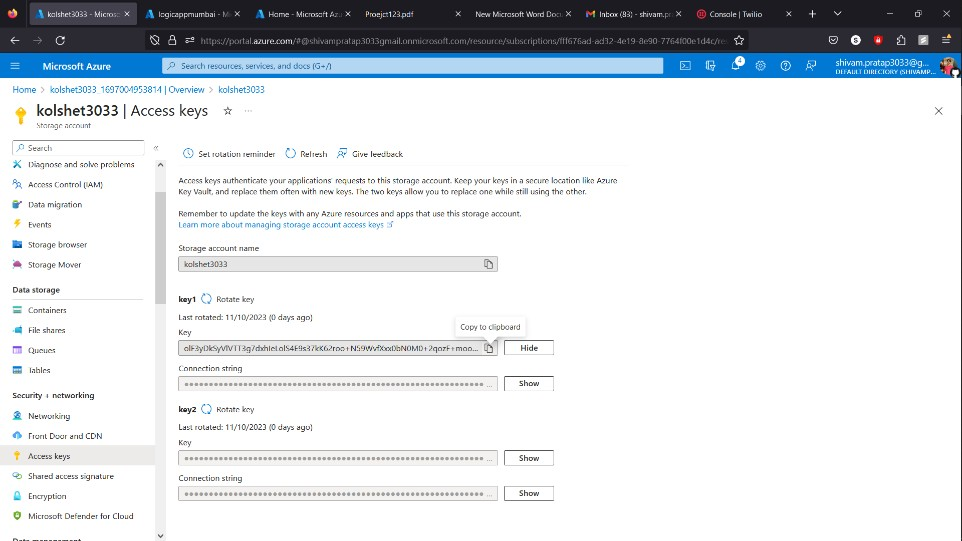 kolshet3033 - Microso
logicappmumbai - Mi
Home - Microsoft Azu
Proejct123.pdf
New Microsoft Word Doc
Inbox (83) - shivam.pr
Console | Twilio
https://portal.azure.com/#@shivampratap3033gmail.onmicrosoft.com/resource/subscriptions/fff676ad-ad32-4e19-8e90-7764f00e1d4c/re
Microsoft Azure
Search resources, services, and docs (G+/)
4
shivam.pratap3033@g...
DEFAULT DIRECTORY (SHIVAMP...
Home > kolshet3033_1697004953814 | Overview > kolshet3033
kolshet3033 | Access keys
Storage account
Search
Diagnose and solve problems
Access Control (IAM)
Data migration
Events
Storage browser
Storage Mover
Data storage
Containers
File shares
Queues
Tables
Security + networking
Networking
Front Door and CDN
Access keys
Shared access signature
Encryption
Microsoft Defender for Cloud
Set rotation reminder
Refresh
Give feedback
Access keys authenticate your applications' requests to this storage account. Keep your keys in a secure location like Azure
Key Vault, and replace them often with new keys. The two keys allow you to replace one while still using the other.
Remember to update the keys with any Azure resources and apps that use this storage account.
Learn more about managing storage account access keys
Storage account name
kolshet3033
key1
Rotate key
Last rotated: 11/10/2023 (0 days ago)
Copy to clipboard
Key
Hide
Connection string
Show
key2
Rotate key
Last rotated: 11/10/2023 (0 days ago)
Key
Show
Connection string
Show